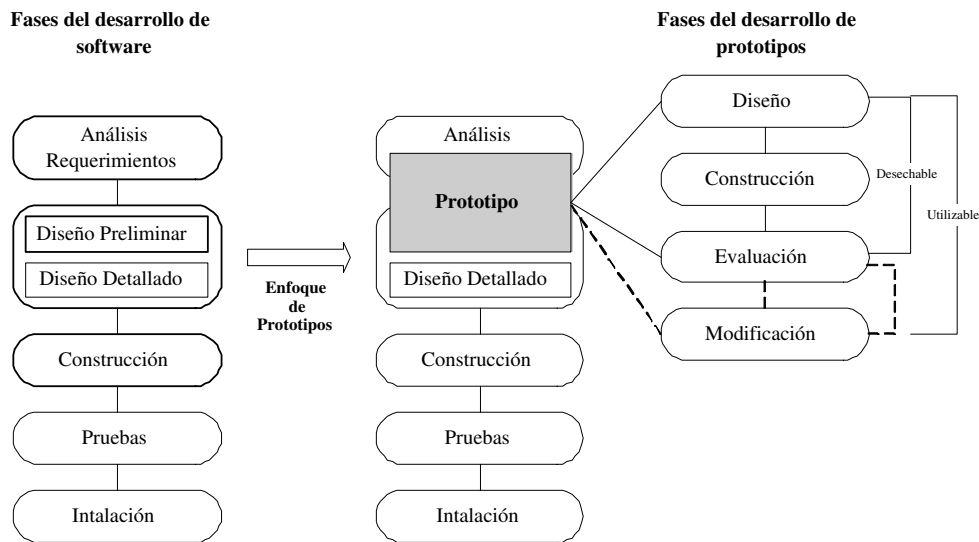 Fases del desarrollo de
software
Análisis
Requerimientos
Diseño Preliminar
Diseño Detallado
Construcción
Pruebas
Intalación
Enfoque
de
Prototipos
Análisis
Prototipo
Diseño Detallado
Construcción
Pruebas
Intalación
Fases del desarrollo de
prototipos
Diseño
Construcción
Evaluación
Modificación
Desechable
Utilizable